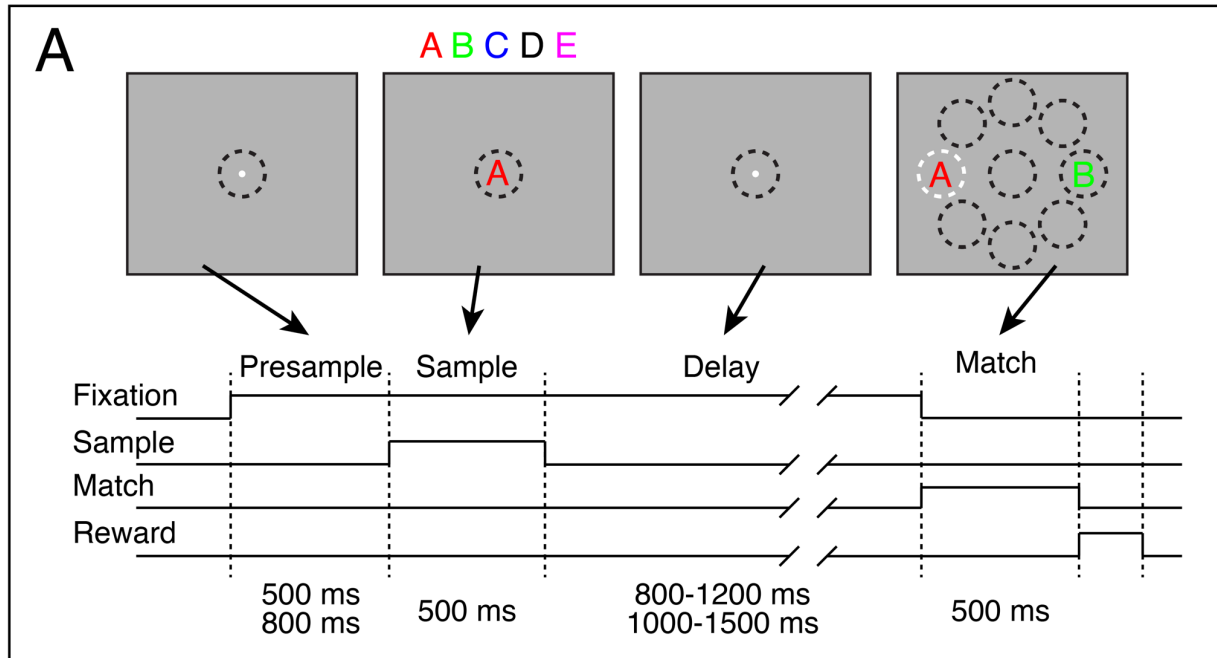 A
A B C D E
A
A B
Presample Sample Delay Match
Fixation
Sample
Match
Reward
500 ms
800 ms
500 ms
800-1200 ms
1000-1500 ms
500 ms